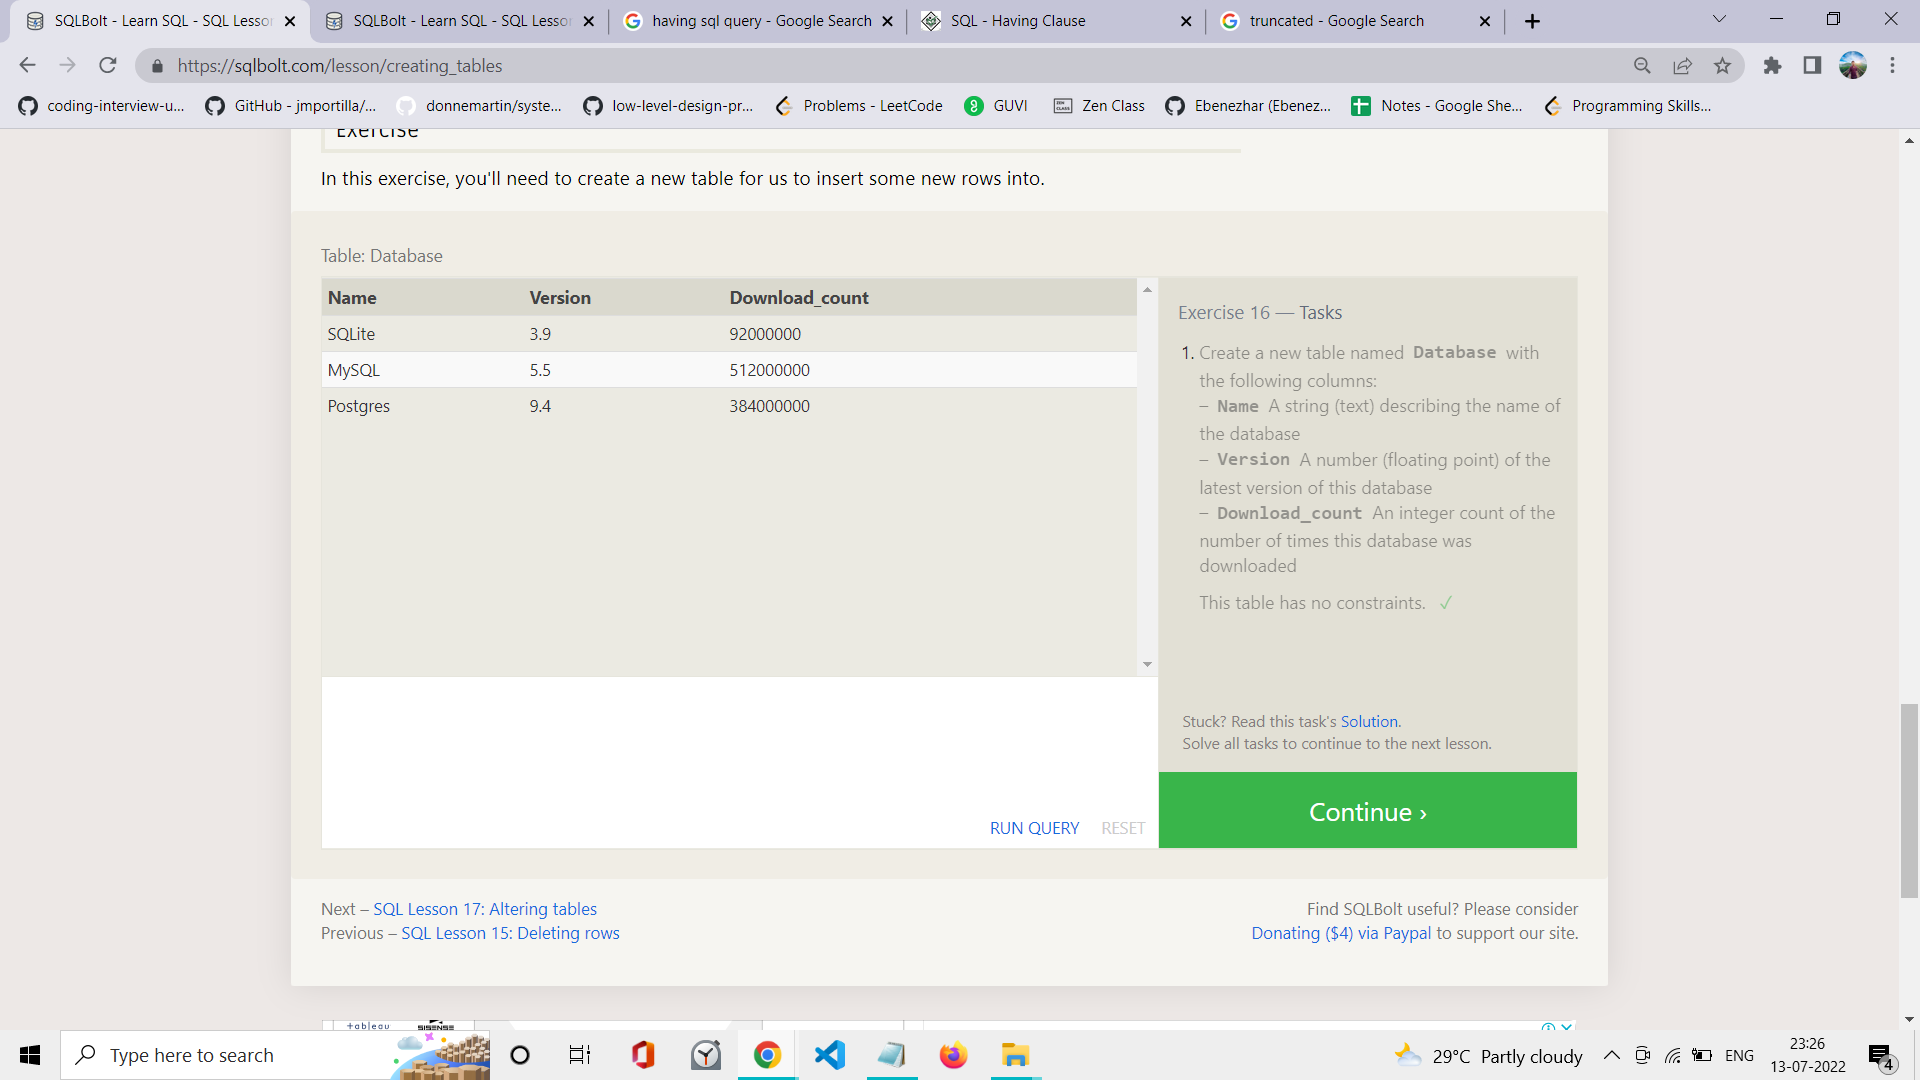 SQLBolt - Learn SQL - SQL Lesson
SQLBolt - Learn SQL - SQL Lesson
having sql query - Google Search
SQL - Having Clause
truncated - Google Search
https://sqlbolt.com/lesson/creating_tables
coding-interview-u...
GitHub - jmportilla/...
donnemartin/syste...
low-level-design-pr...
Problems - LeetCode
GUVI
Zen Class
Ebenezhar (Ebenez...
Notes - Google She...
Programming Skills...
Exercise
In this exercise, you'll need to create a new table for us to insert some new rows into.
Table: Database
Name Version Download_count
SQLite 3.9 92000000
MySQL 5.5 512000000
Postgres 9.4 384000000
RUN QUERY RESET
Exercise 16 — Tasks
1. Create a new table named Database with
the following columns:
– Name A string (text) describing the name of
the database
– Version A number (floating point) of the
latest version of this database
– Download_count An integer count of the
number of times this database was
downloaded
This table has no constraints. ✓
Stuck? Read this task's Solution.
Solve all tasks to continue to the next lesson.
Continue ›
Next – SQL Lesson 17: Altering tables
Previous – SQL Lesson 15: Deleting rows
Find SQLBolt useful? Please consider
Donating ($4) via Paypal to support our site.
+ableau
SISENSE
Type here to search
29°C Partly cloudy
ENG
23:26
13-07-2022
4